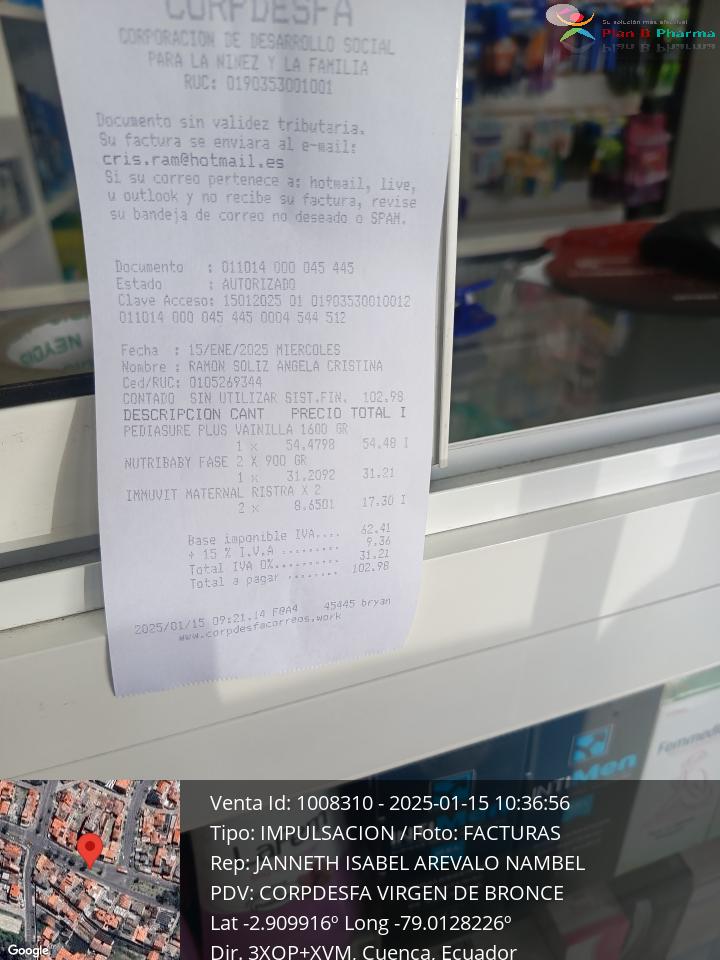 CORPDESFA
CORPORACION DE DESARROLLO SOCIAL
PARA LA NINEZ Y LA FAMILIA
RUC: 0190353001001
Documento sin validez tributaria.
Su factura se enviara al e-mail:
cris.ram@hotmail.es
Si su correo pertenece a: hotmail, live,
u outlook y no recibe su factura, revise
su bandeja de correo no deseado o SPAM.
Documento : 011014 000 045 445
Estado : AUTORIZADO
Clave Acceso: 15012025 01 01903530010012
011014 000 045 445 0004 544 512
Fecha : 15/ENE/2025 MIERCOLES
Nombre : RAMON SOLIZ ANGELA CRISTINA
Ced/RUC: 0105269344
CONTADO SIN UTILIZAR SIST.FIN. 102.98
DESCRIPCION CANT PRECIO TOTAL I
PEDIASURE PLUS VAINILLA 1600 GR
1 x 54.4798 54.48 I
NUTRIBABY FASE 2 X 900 GR
1 x 31.2092 31.21
IMMUVIT MATERNAL RISTRA X 2
2 x 8.6501 17.30 I
Base imponible IVA.... 62.41
+ 15 % I.V.A ......... 9.36
Total IVA 0%.......... 31.21
Total a pagar ........ 102.98
2025/01/15 09:21.14 F@A4 45445 bryan
www.corpdesfacorreos.work
Su solución más efectiva!
Plan B Pharma
NEYDO
INTIMen
Femmed
Venta Id: 1008310 - 2025-01-15 10:36:56
Tipo: IMPULSACION / Foto: FACTURAS
Rep: JANNETH ISABEL AREVALO NAMBEL
PDV: CORPDESFA VIRGEN DE BRONCE
Lat -2.909916º Long -79.0128226º
Dir. 3XQP+XVM, Cuenca, Ecuador
Google